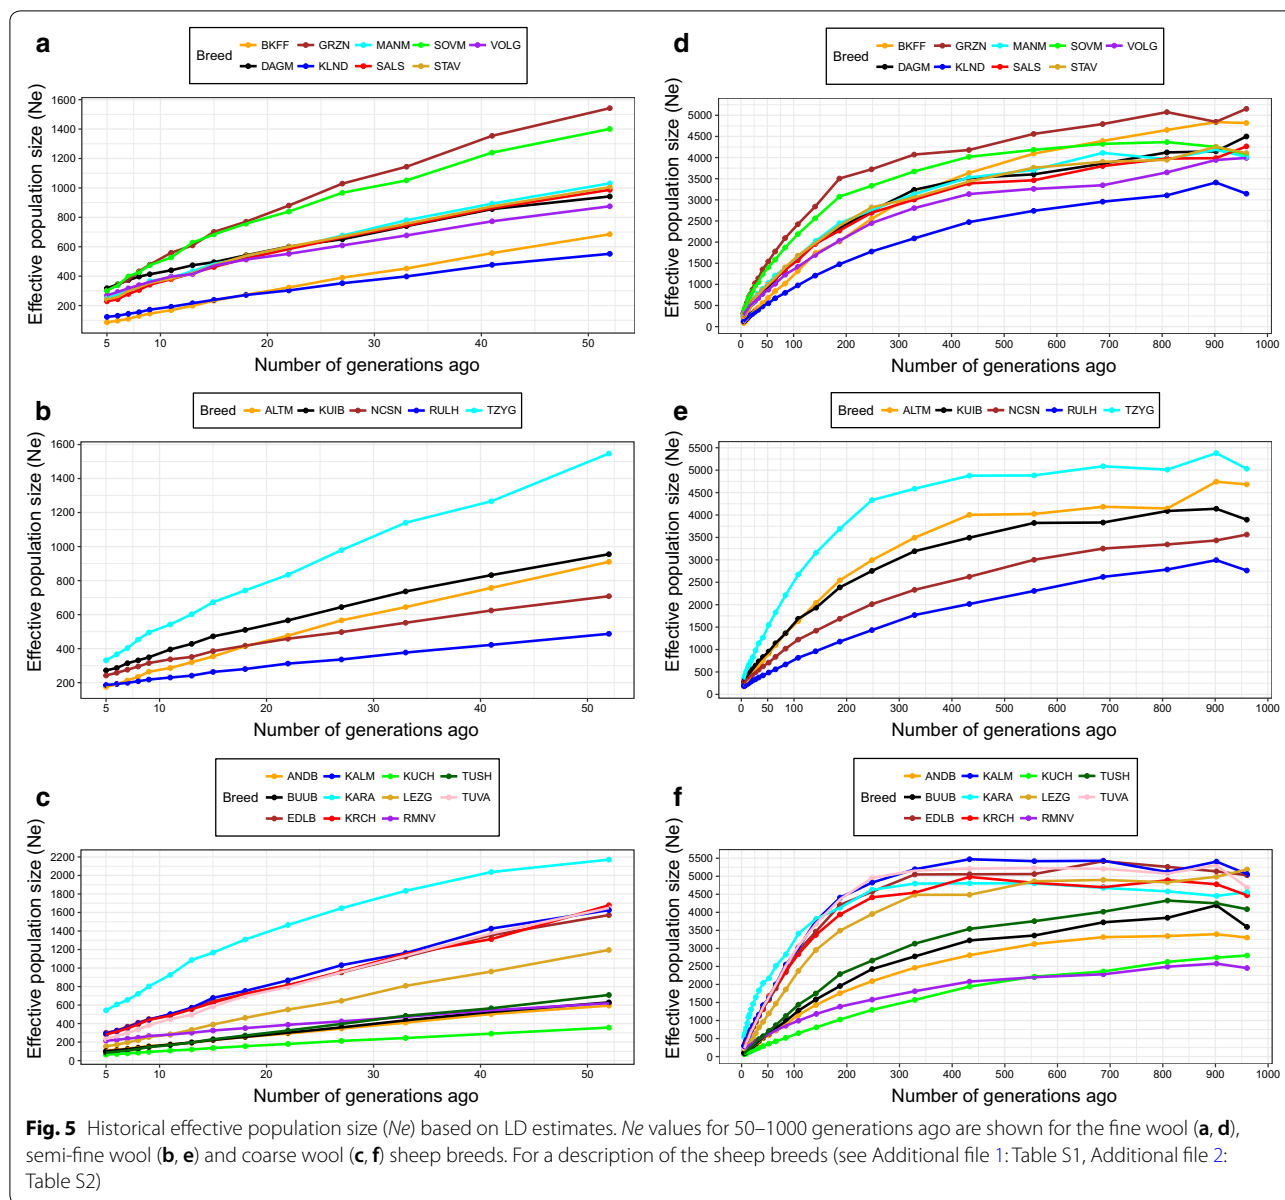 a
Breed
BKFF GRZN MANM SOVM VOLG
DAGM KLND SALS STAV
Effective population size (Ne)
1600
1400
1200
1000
800
600
400
200
5 10 20 30 40 50
Number of generations ago
d
Breed
BKFF GRZN MANM SOVM VOLG
DAGM KLND SALS STAV
Effective population size (Ne)
5000
4500
4000
3500
3000
2500
2000
1500
1000
500
0
0 50 100 200 300 400 500 600 700 800 900 1000
Number of generations ago
b
Breed ALTM KUIB NCSN RULH TZYG
Effective population size (Ne)
1600
1400
1200
1000
800
600
400
200
5 10 20 30 40 50
Number of generations ago
e
Breed ALTM KUIB NCSN RULH TZYG
Effective population size (Ne)
5500
5000
4500
4000
3500
3000
2500
2000
1500
1000
500
0
0 50 100 200 300 400 500 600 700 800 900 1000
Number of generations ago
c
ANDB KALM KUCH TUSH
Breed BUUB KARA LEZG TUVA
EDLB KRCH RMNV
Effective population size (Ne)
2200
2000
1800
1600
1400
1200
1000
800
600
400
200
0
5 10 20 30 40 50
Number of generations ago
f
ANDB KALM KUCH TUSH
Breed BUUB KARA LEZG TUVA
EDLB KRCH RMNV
Effective population size (Ne)
5500
5000
4500
4000
3500
3000
2500
2000
1500
1000
500
0
0 50 100 200 300 400 500 600 700 800 900 1000
Number of generations ago
Fig. 5 Historical effective population size (Ne) based on LD estimates. Ne values for 50–1000 generations ago are shown for the fine wool (a, d),
semi-fine wool (b, e) and coarse wool (c, f) sheep breeds. For a description of the sheep breeds (see Additional file 1: Table S1, Additional file 2:
Table S2)